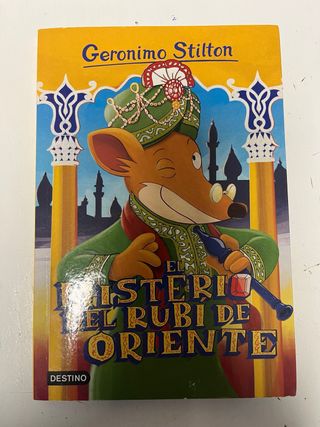 Geronimo Stilton
EL
MISTERIO
DEL RUBÍ DE
ORIENTE
DESTINO